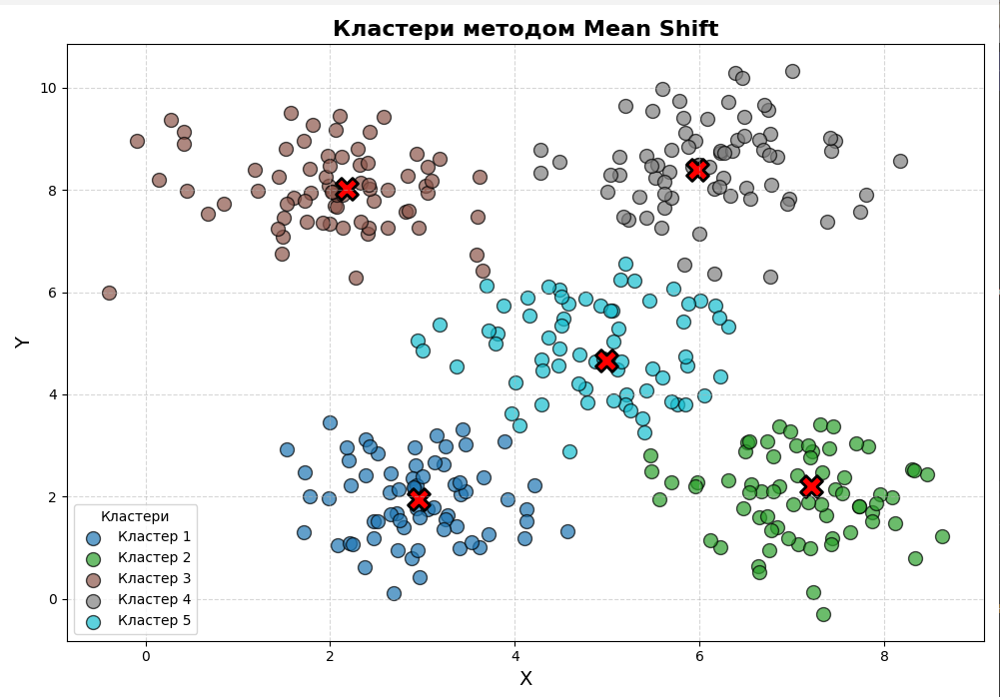 Кластери методом Mean Shift
Y
10
8
6
4
2
0
Кластери
Кластер 1
Кластер 2
Кластер 3
Кластер 4
Кластер 5
0 2 4 6 8
X